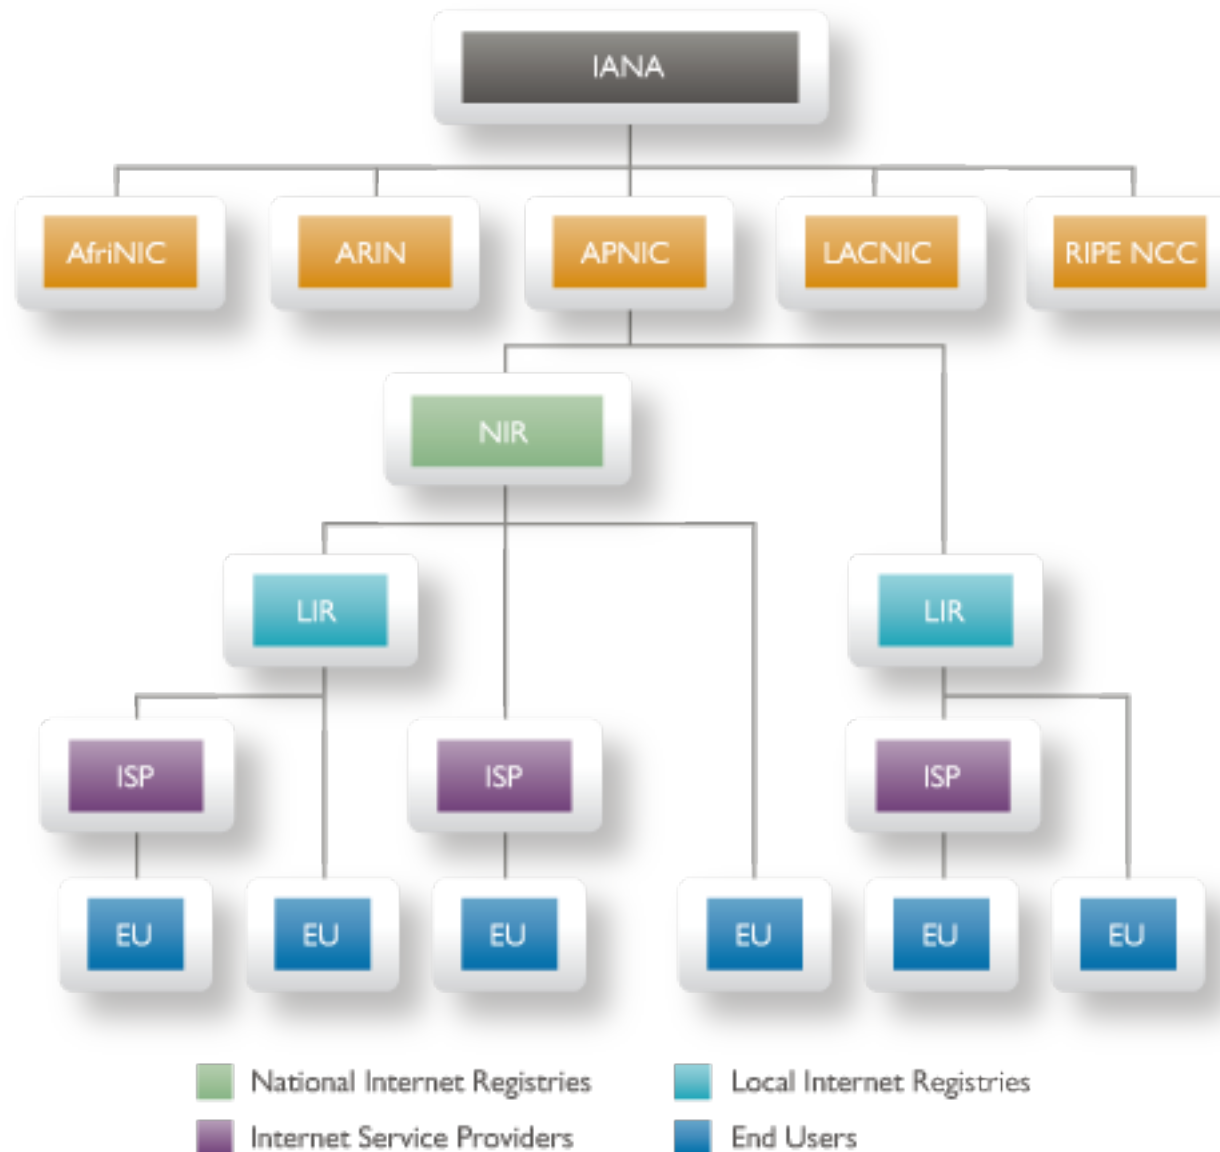 IANA
AfriNIC ARIN APNIC LACNIC RIPE NCC
NIR
LIR LIR
ISP ISP ISP
EU EU EU EU EU EU
National Internet Registries Local Internet Registries
Internet Service Providers End Users